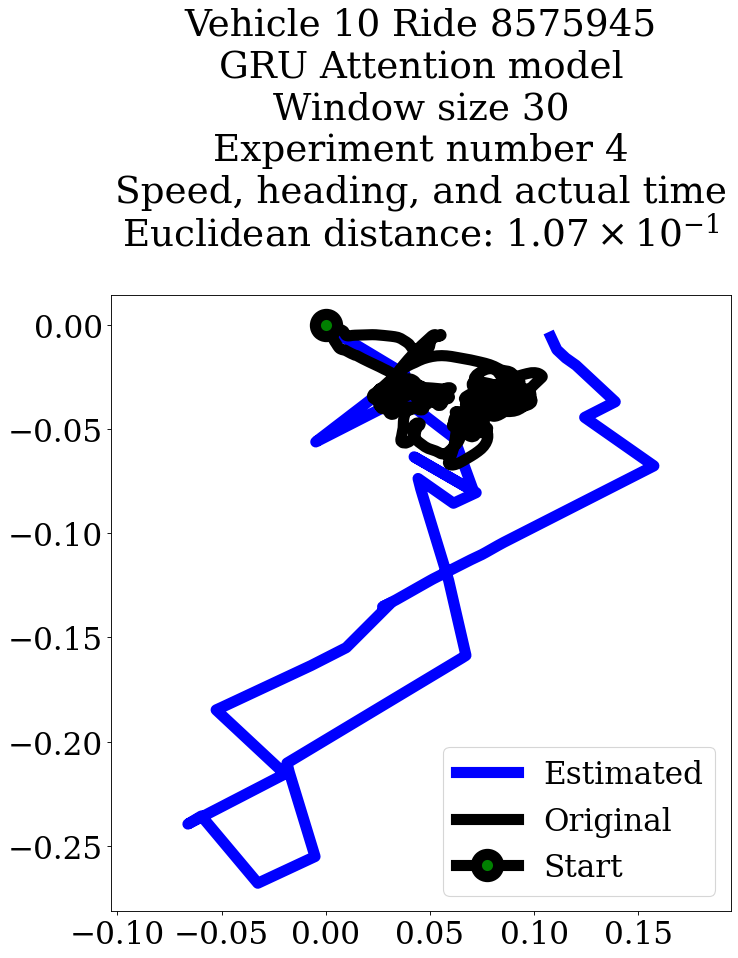 Vehicle 10 Ride 8575945
GRU Attention model
Window size 30
Experiment number 4
Speed, heading, and actual time
Euclidean distance: 1.07 × 10⁻¹
0.00
−0.05
−0.10
−0.15
−0.20
−0.25
Estimated
Original
Start
−0.10 −0.05 0.00 0.05 0.10 0.15